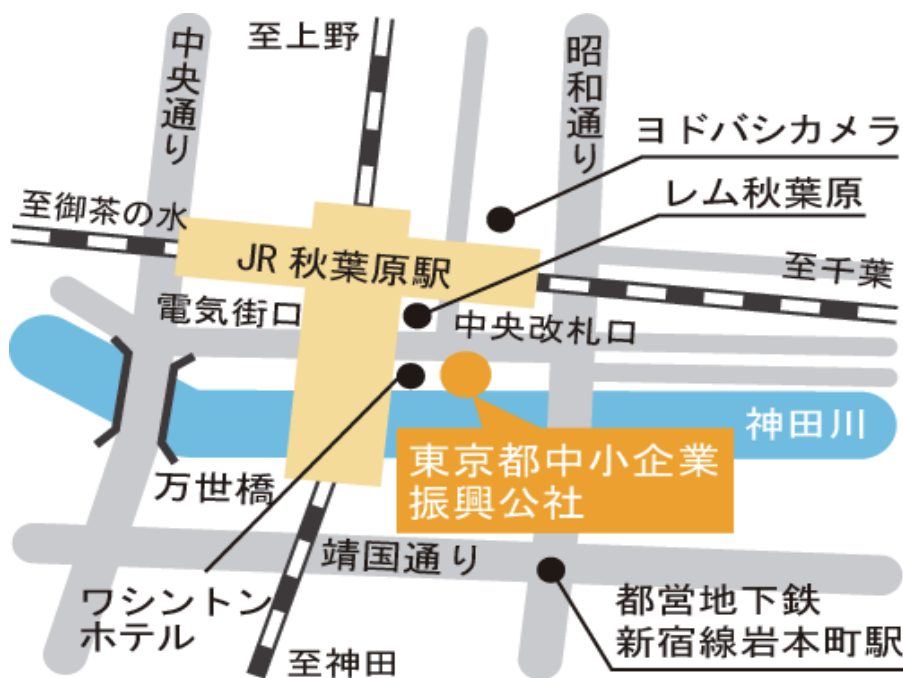 至上野
中央通り
昭和通り
ヨドバシカメラ
レム秋葉原
至御茶の水
JR 秋葉原駅
至千葉
電気街口
中央改札口
神田川
東京都中小企業
振興公社
万世橋
靖国通り
ワシントン
ホテル
都営地下鉄
新宿線岩本町駅
至神田